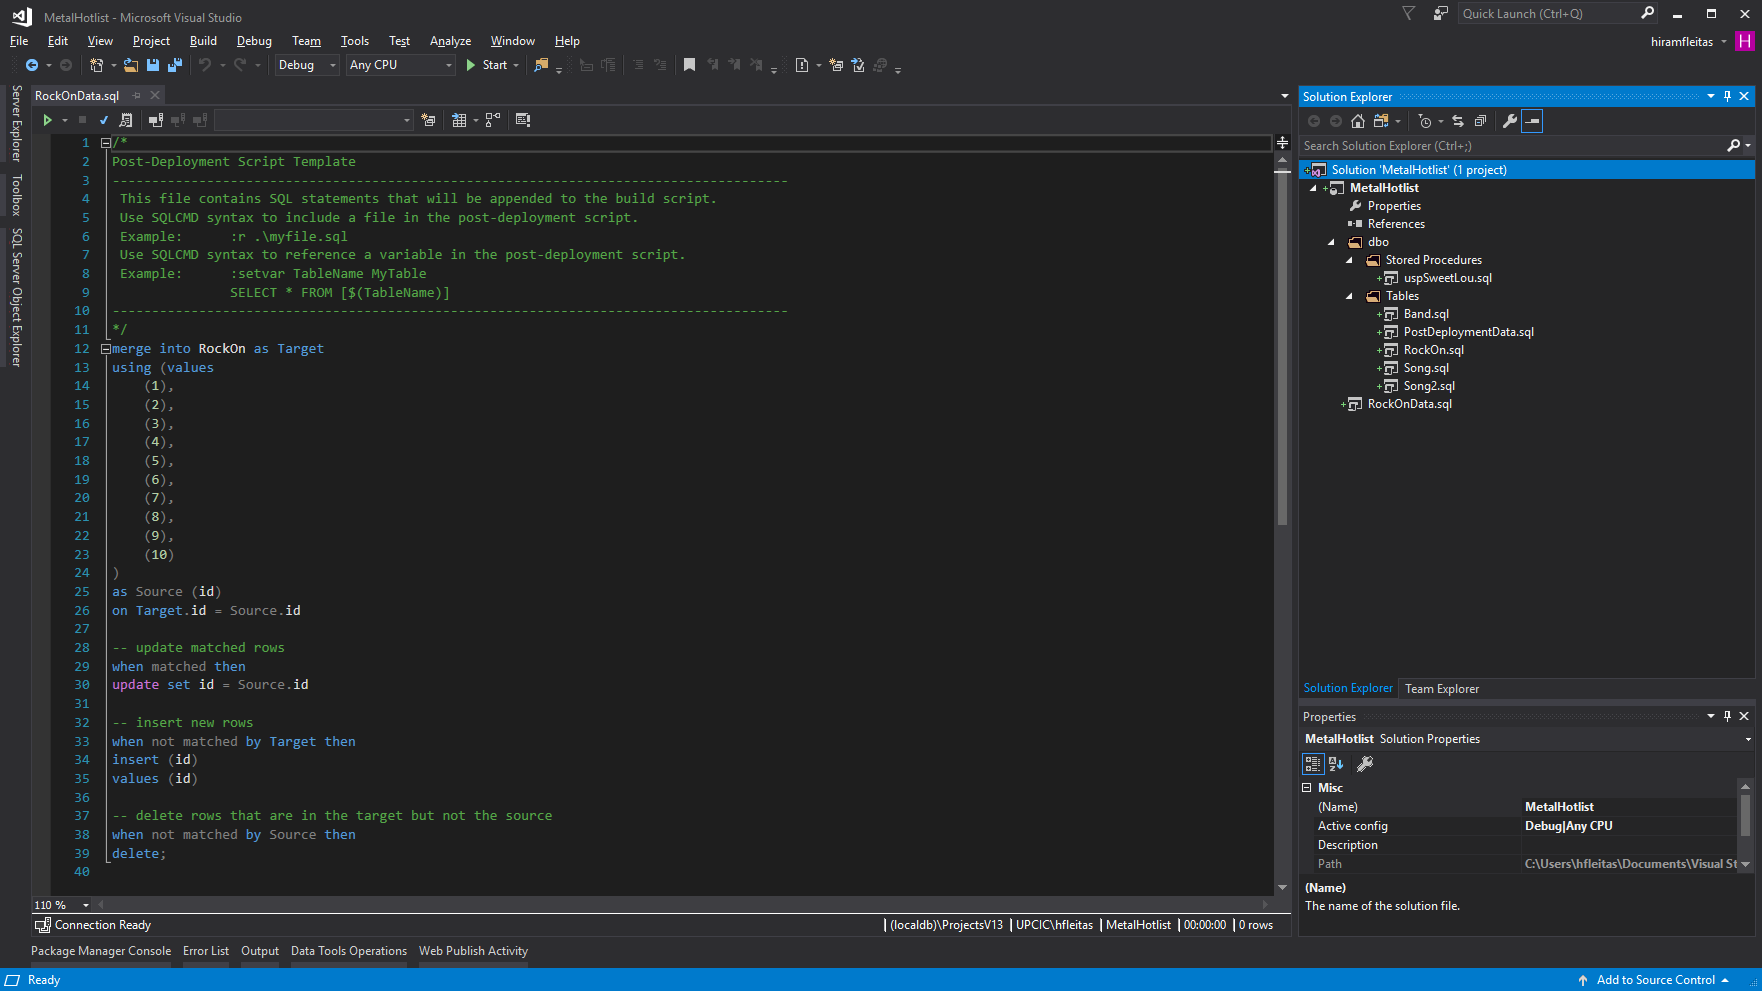 MetalHotlist - Microsoft Visual Studio
Quick Launch (Ctrl+Q)
File Edit View Project Build Debug Team Tools Test Analyze Window Help
hiramfleitas H
Debug Any CPU Start
Server Explorer
Toolbox
SQL Server Object Explorer
RockOnData.sql
1 /*
2 Post-Deployment Script Template
3 --------------------------------------------------------------------------------------
4 This file contains SQL statements that will be appended to the build script.
5 Use SQLCMD syntax to include a file in the post-deployment script.
6 Example: :r .\myfile.sql
7 Use SQLCMD syntax to reference a variable in the post-deployment script.
8 Example: :setvar TableName MyTable
9 SELECT * FROM [$(TableName)]
10 --------------------------------------------------------------------------------------
11 */
12 merge into RockOn as Target
13 using (values
14 (1),
15 (2),
16 (3),
17 (4),
18 (5),
19 (6),
20 (7),
21 (8),
22 (9),
23 (10)
24 )
25 as Source (id)
26 on Target.id = Source.id
27
28 -- update matched rows
29 when matched then
30 update set id = Source.id
31
32 -- insert new rows
33 when not matched by Target then
34 insert (id)
35 values (id)
36
37 -- delete rows that are in the target but not the source
38 when not matched by Source then
39 delete;
40
110 %
Connection Ready
(localdb)\ProjectsV13 UPCIC\hfleitas MetalHotlist 00:00:00 0 rows
Package Manager Console Error List Output Data Tools Operations Web Publish Activity
Solution Explorer
Search Solution Explorer (Ctrl+;)
Solution 'MetalHotlist' (1 project)
MetalHotlist
Properties
References
dbo
Stored Procedures
uspSweetLou.sql
Tables
Band.sql
PostDeploymentData.sql
RockOn.sql
Song.sql
Song2.sql
RockOnData.sql
Solution Explorer Team Explorer
Properties
MetalHotlist Solution Properties
Misc
(Name) MetalHotlist
Active config Debug|Any CPU
Description
Path C:\Users\hfleitas\Documents\Visual St
(Name)
The name of the solution file.
Ready
Add to Source Control